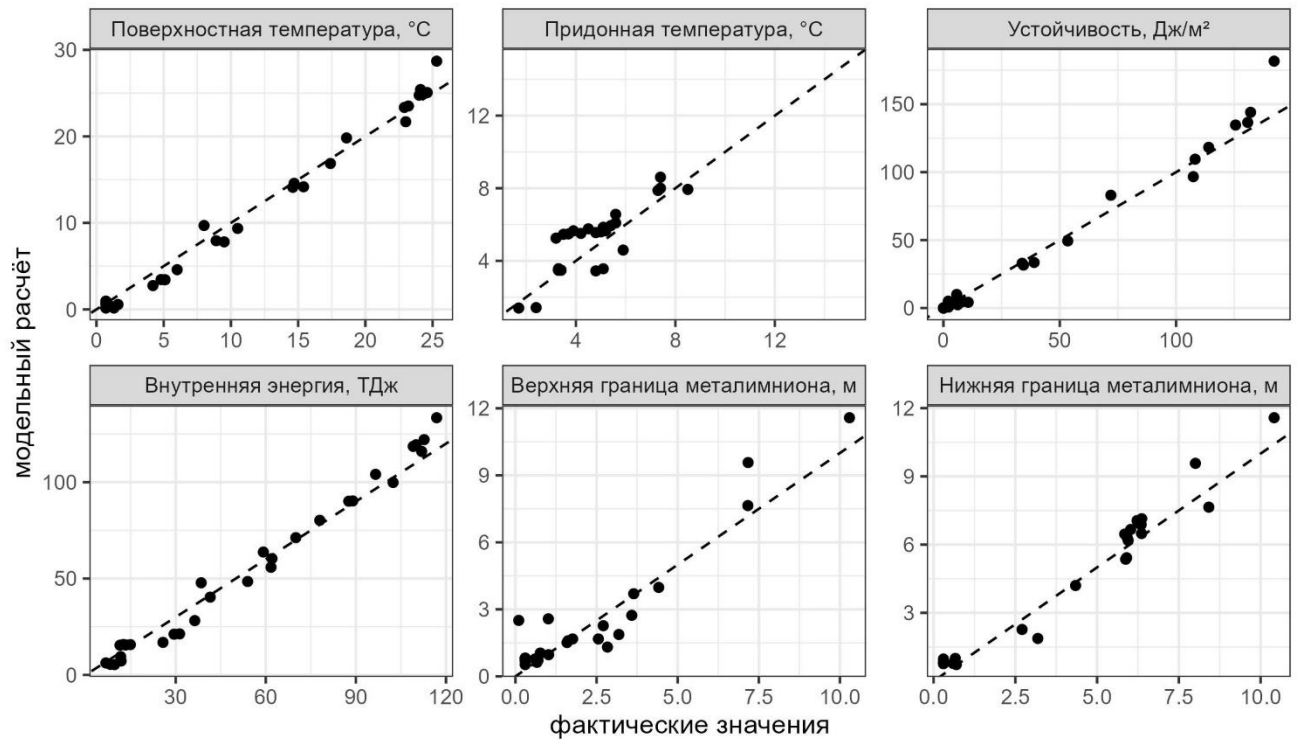 Поверхностная температура, °C
Придонная температура, °C
Устойчивость, Дж/м²
30
20
10
0
0 5 10 15 20 25
12
8
4
4 8 12
150
100
50
0
0 50 100
модельный расчёт
Внутренняя энергия, ТДж
Верхняя граница металимниона, м
Нижняя граница металимниона, м
100
50
0
30 60 90 120
12
9
6
3
0
0.0 2.5 5.0 7.5 10.0
12
9
6
3
0.0 2.5 5.0 7.5 10.0
фактические значения